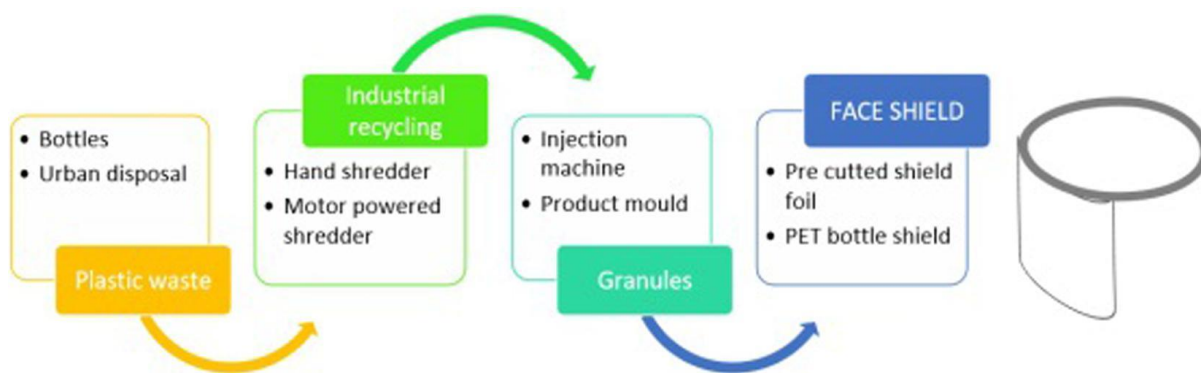 • Bottles
• Urban disposal
Plastic waste
Industrial
recycling
• Hand shredder
• Motor powered
shredder
• Injection
machine
• Product mould
Granules
FACE SHIELD
• Pre cutted shield
foil
• PET bottle shield